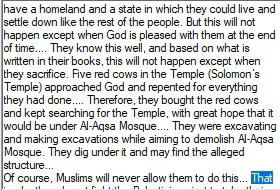 have a homeland and a state in which they could live and
settle down like the rest of the people. But this will not
happen except when God is pleased with them at the end
of time.... They know this well, and based on what is
written in their books, this will not happen except when
they sacrifice. Five red cows in the Temple (Solomon's
Temple) approached God and repented for everything
they had done.... Therefore, they bought the red cows
and kept searching for the Temple, with great hope that it
would be under Al-Aqsa Mosque.... They were excavating
and making excavations while aiming to demolish Al-Aqsa
Mosque. They dig under it and may find the alleged
structure...
Of course, Muslims will never allow them to do this... That